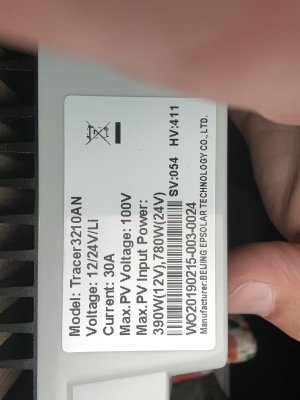 Model: Tracer3210AN
Voltage: 12/24V/LI
Current: 30A
Max.PV Voltage: 100V
Max.PV Input Power:
390W(12V),780W(24V)
SV:054 HV:411
WO20190215-003-0024
Manufacturer:BEIJING EPSOLAR TECHNOLOGY CO.,LTD.